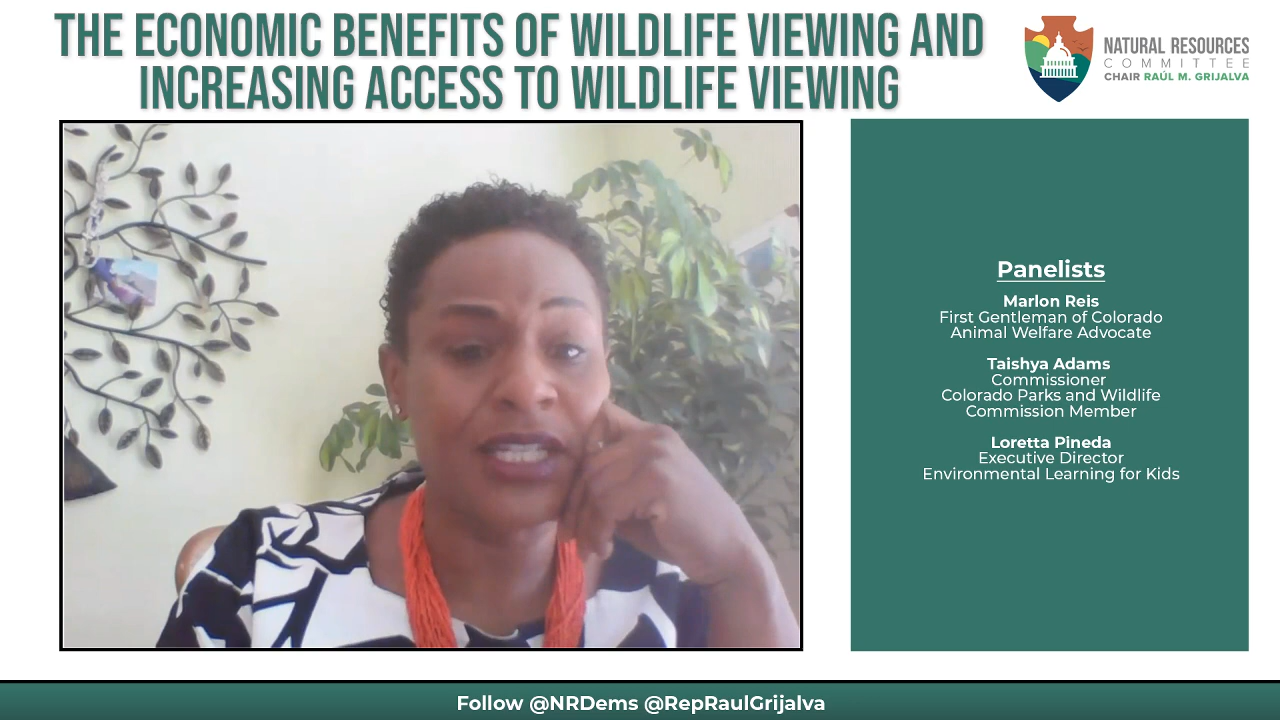 THE ECONOMIC BENEFITS OF WILDLIFE VIEWING AND
INCREASING ACCESS TO WILDLIFE VIEWING
NATURAL RESOURCES
COMMITTEE
CHAIR RAÚL M. GRIJALVA
Panelists
Marlon Reis
First Gentleman of Colorado
Animal Welfare Advocate
Taishya Adams
Commissioner
Colorado Parks and Wildlife
Commission Member
Loretta Pineda
Executive Director
Environmental Learning for Kids
Follow @NRDems @RepRaulGrijalva